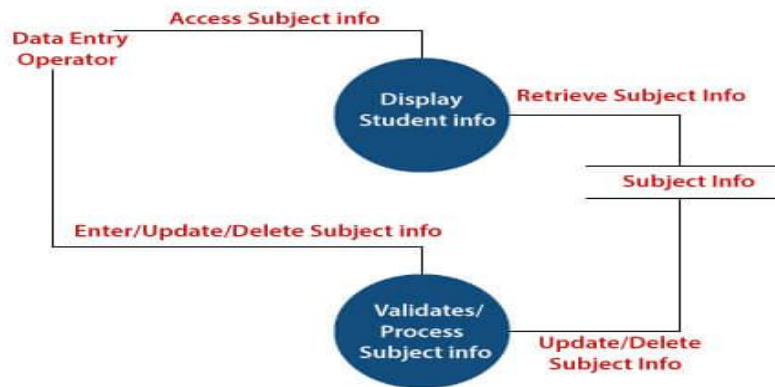 Access Subject info
Data Entry
Operator
Display
Student info
Retrieve Subject Info
Subject Info
Enter/Update/Delete Subject info
Validates/
Process
Subject info
Update/Delete
Subject Info